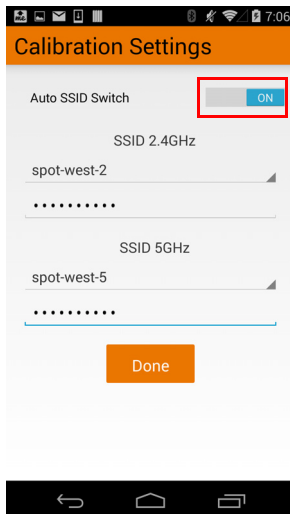 7:06
Calibration Settings
Auto SSID Switch
ON
SSID 2.4GHz
spot-west-2
••••••••••
SSID 5GHz
spot-west-5
••••••••••
Done